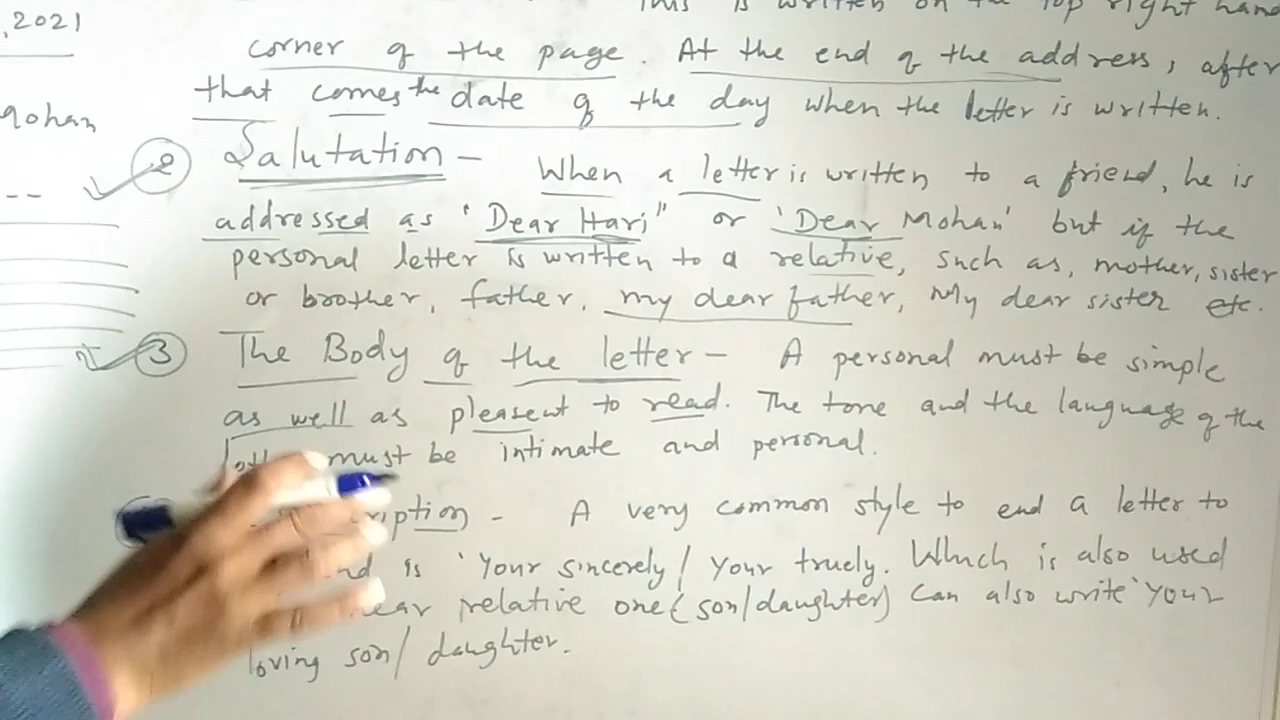 , 2021
This is written on the top right hand
corner of the page. At the end of the address, after
that comes the date of the day when the letter is written.
mohan
2 Salutation - When a letter is written to a friend, he is
--
addressed as "Dear Hari" or 'Dear Mohan' but if the
personal letter is written to a relative, such as, mother, sister
or brother, father, my dear father, My dear sister etc.
3 The Body of the letter - A personal must be simple
as well as pleasent to read. The tone and the language of the
must be intimate and personal.
ription - A very common style to end a letter to
is 'Your sincerely/ Your truely. Which is also used
relative one (son/daughter) can also write 'your
loving son/ daughter.